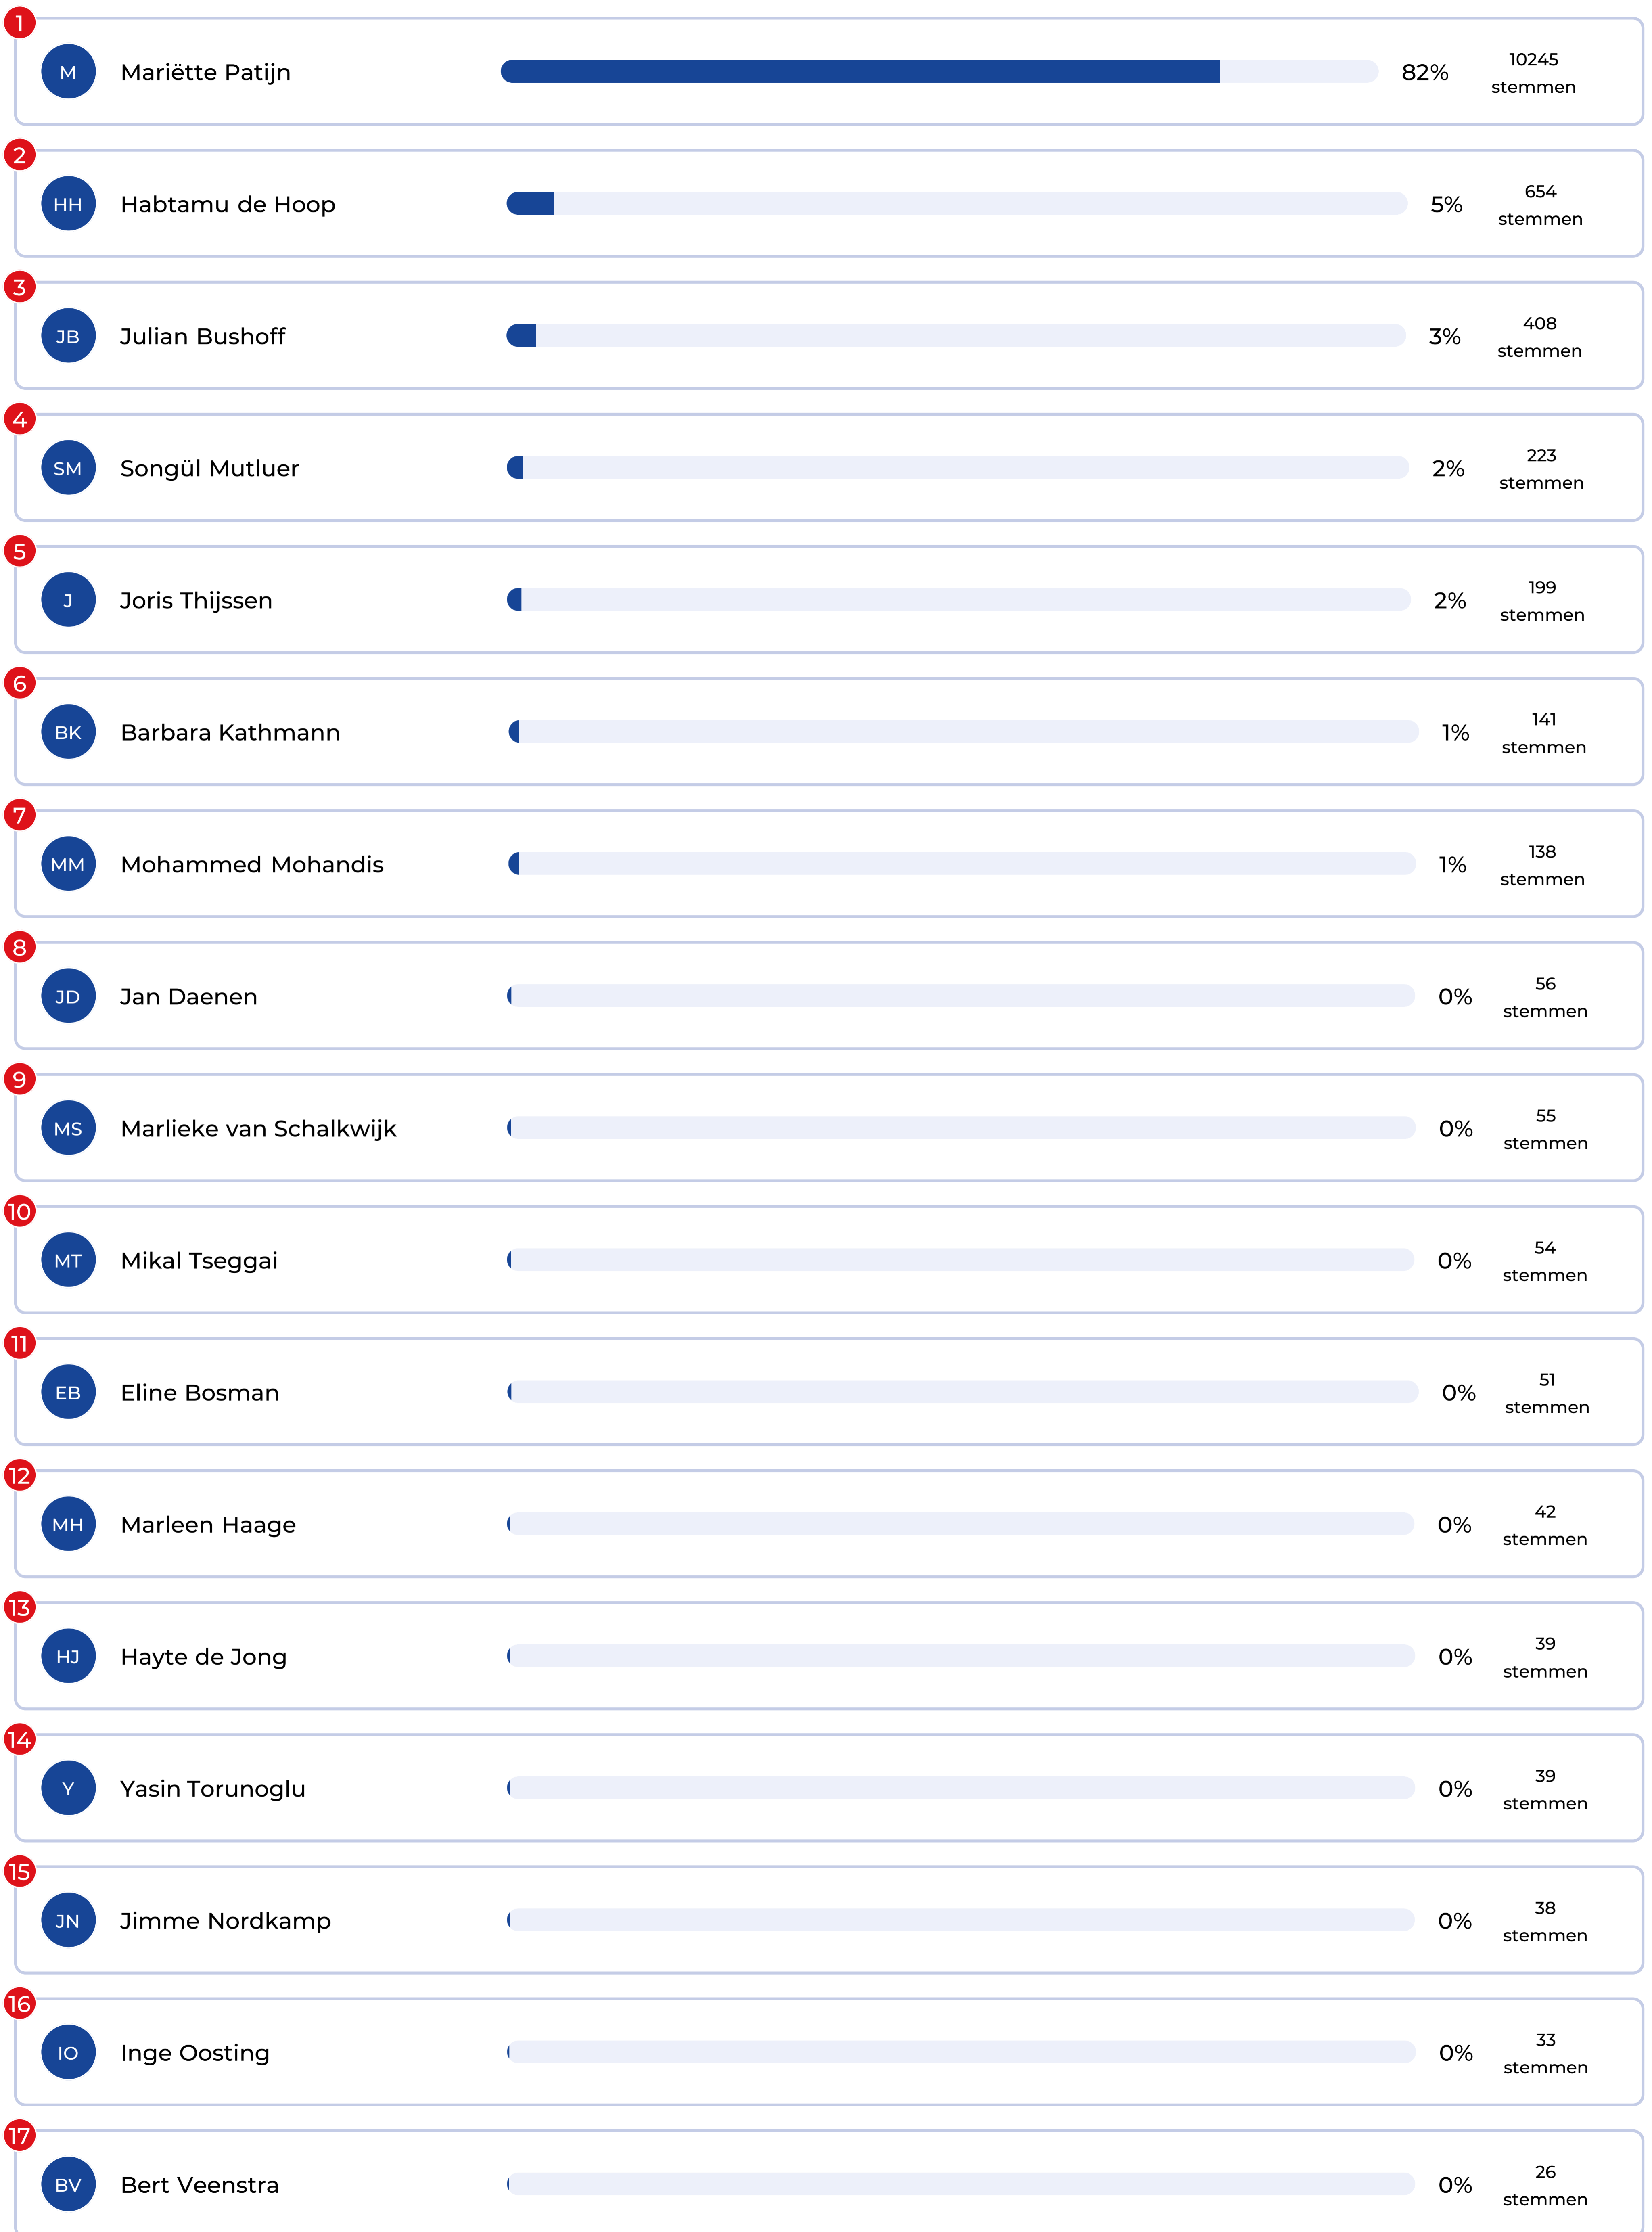 1
M
Mariëtte Patijn
82%
10245
stemmen
2
HH
Habtamu de Hoop
5%
654
stemmen
3
JB
Julian Bushoff
3%
408
stemmen
4
SM
Songül Mutluer
2%
223
stemmen
5
J
Joris Thijssen
2%
199
stemmen
6
BK
Barbara Kathmann
1%
141
stemmen
7
MM
Mohammed Mohandis
1%
138
stemmen
8
JD
Jan Daenen
0%
56
stemmen
9
MS
Marlieke van Schalkwijk
0%
55
stemmen
10
MT
Mikal Tseggai
0%
54
stemmen
11
EB
Eline Bosman
0%
51
stemmen
12
MH
Marleen Haage
0%
42
stemmen
13
HJ
Hayte de Jong
0%
39
stemmen
14
Y
Yasin Torunoglu
0%
39
stemmen
15
JN
Jimme Nordkamp
0%
38
stemmen
16
IO
Inge Oosting
0%
33
stemmen
17
BV
Bert Veenstra
0%
26
stemmen